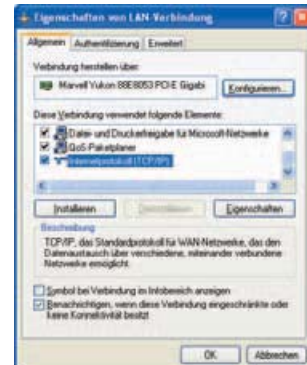 Eigenschaften von LAN-Verbindung
Allgemein Authentifizierung Erweitert
Verbindung herstellen über:
Marvell Yukon 88E8053 PCI-E Gigabi
Konfigurieren...
Diese Verbindung verwendet folgende Elemente:
Datei- und Druckerfreigabe für Microsoft-Netzwerke
QoS-Paketplaner
Internetprotokoll (TCP/IP)
Installieren Deinstallieren Eigenschaften
Beschreibung
TCP/IP, das Standardprotokoll für WAN-Netzwerke, das den
Datenaustausch über verschiedene, miteinander verbundene
Netzwerke ermöglicht.
Symbol bei Verbindung im Infobereich anzeigen
Benachrichtigen, wenn diese Verbindung eingeschränkte oder
keine Konnektivität besitzt
OK Abbrechen